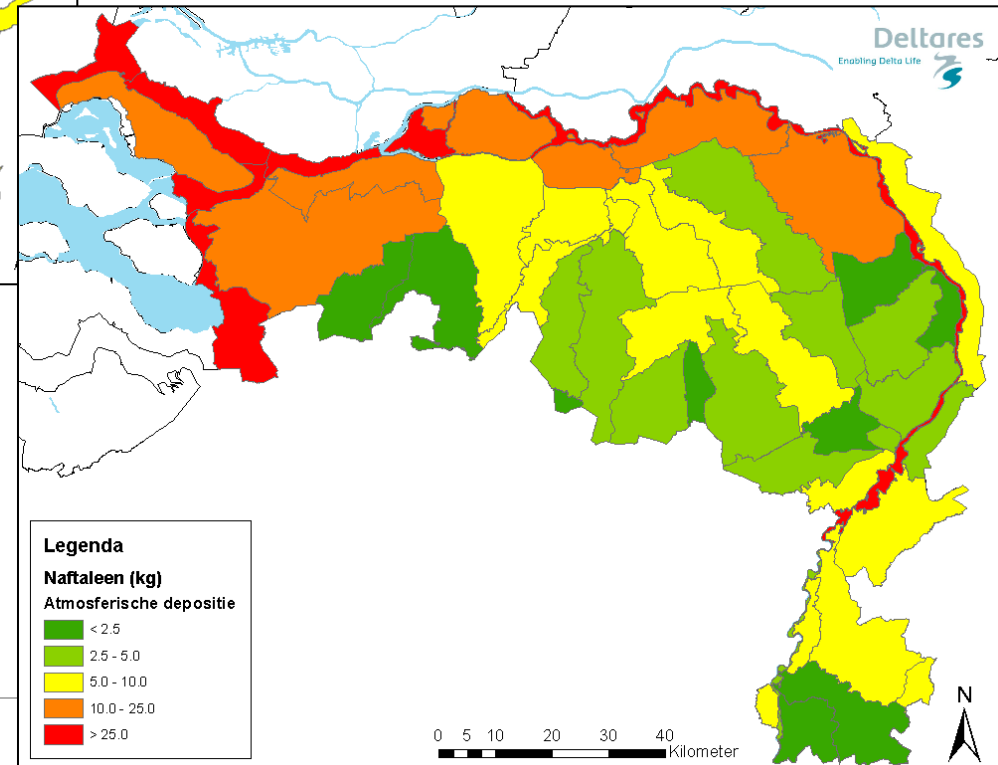 Deltares
Enabling Delta Life
Legenda
Naftaleen (kg)
Atmosferische depositie
< 2.5
2.5 - 5.0
5.0 - 10.0
10.0 - 25.0
> 25.0
0 5 10 20 30 40
Kilometer
N